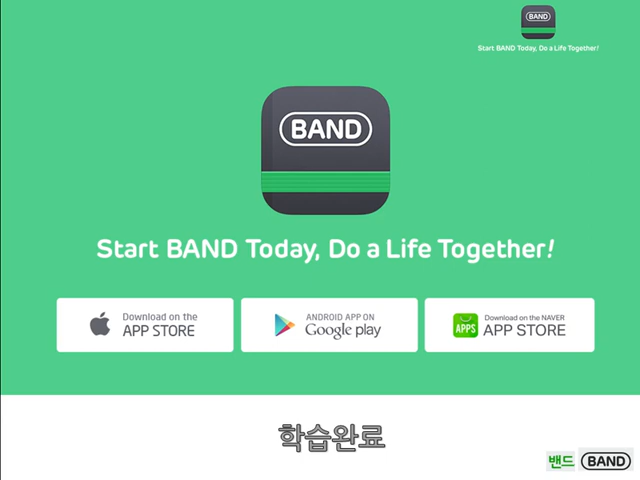 BAND
Start BAND Today, Do a Life Together!
BAND
Start BAND Today, Do a Life Together!
Download on the
APP STORE
ANDROID APP ON
Google play
APPS
Download on the NAVER
APP STORE
학습완료
밴드 BAND